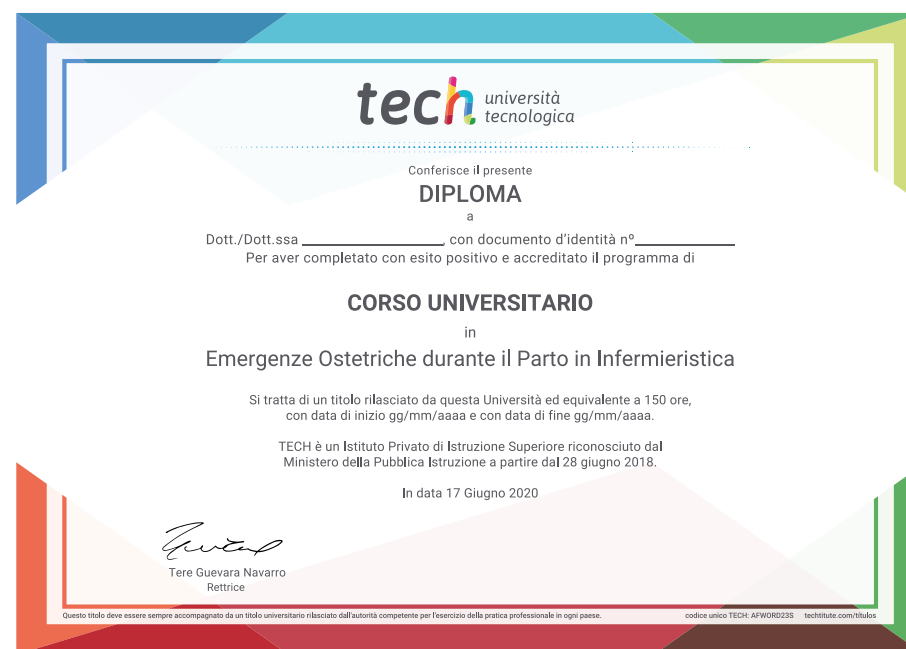 tech università
tecnologica
Conferisce il presente
DIPLOMA
a
Dott./Dott.ssa ____________________, con documento d'identità nº______________
Per aver completato con esito positivo e accreditato il programma di
CORSO UNIVERSITARIO
in
Emergenze Ostetriche durante il Parto in Infermieristica
Si tratta di un titolo rilasciato da questa Università ed equivalente a 150 ore,
con data di inizio gg/mm/aaaa e con data di fine gg/mm/aaaa.
TECH è un Istituto Privato di Istruzione Superiore riconosciuto dal
Ministero della Pubblica Istruzione a partire dal 28 giugno 2018.
In data 17 Giugno 2020
Tere Guevara Navarro
Rettrice
Questo titolo deve essere sempre accompagnato da un titolo universitario rilasciato dall'autorità competente per l'esercizio della pratica professionale in ogni paese. codice unico TECH: AFWORD23S techtitute.com/titulos